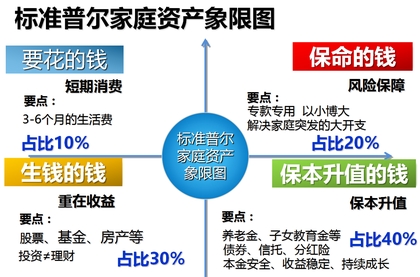 标准普尔家庭资产象限图
要花的钱
短期消费
要点：
3-6个月的生活费
占比10%
保命的钱
风险保障
要点：
专款专用 以小博大
解决家庭突发的大开支
占比20%
标准普尔
家庭资产
象限图
生钱的钱
重在收益
要点：
股票、基金、房产等
投资≠理财
占比30%
保本升值的钱
保本升值
要点：
养老金、子女教育金等
债券、信托、分红险
本金安全、收益稳定、持续成长
占比40%